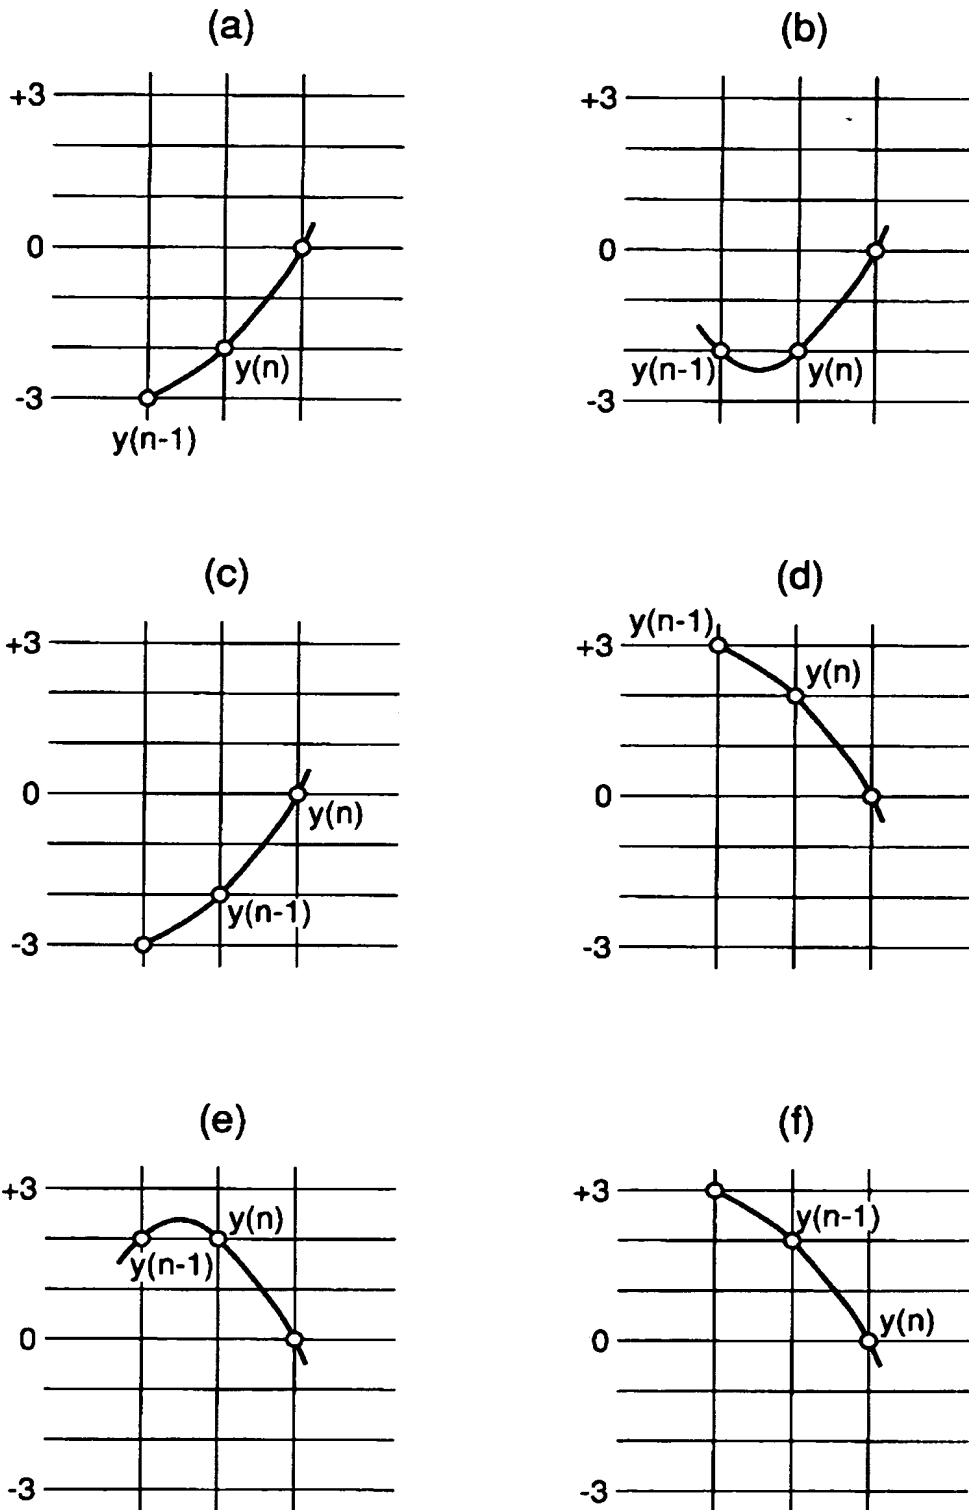 (a)
+3
0
-3
y(n)
y(n-1)
(b)
+3
0
-3
y(n-1)
y(n)
(c)
+3
0
-3
y(n)
y(n-1)
(d)
y(n-1)
+3
y(n)
0
-3
(e)
+3
y(n)
y(n-1)
0
-3
(f)
+3
y(n-1)
y(n)
0
-3